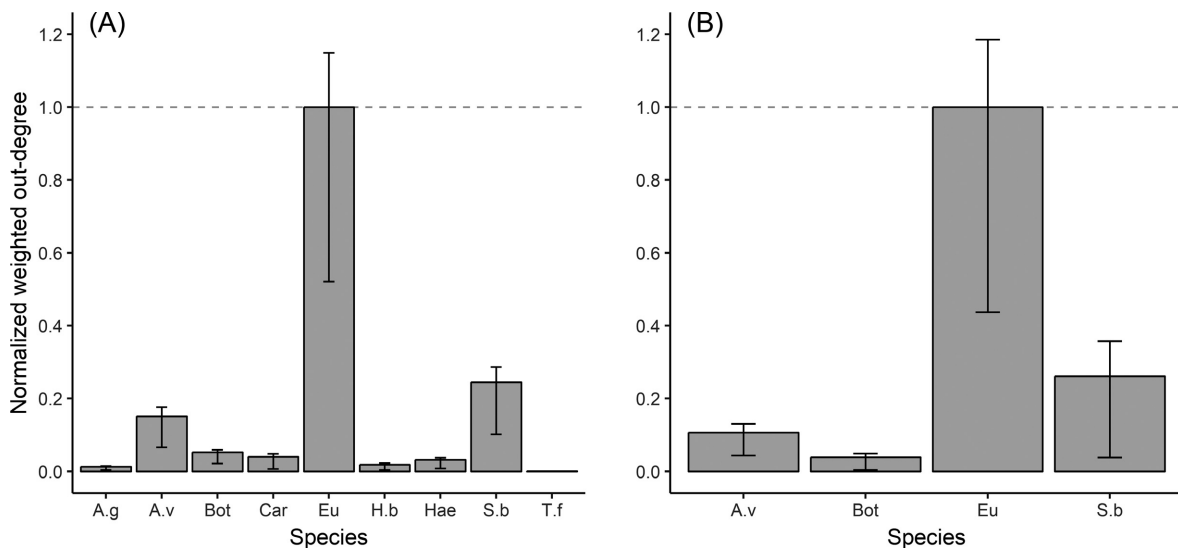 (A)
Normalized weighted out-degree
1.2
1.0
0.8
0.6
0.4
0.2
0.0
A.g A.v Bot Car Eu H.b Hae S.b T.f
Species
(B)
1.2
1.0
0.8
0.6
0.4
0.2
0.0
A.v Bot Eu S.b
Species